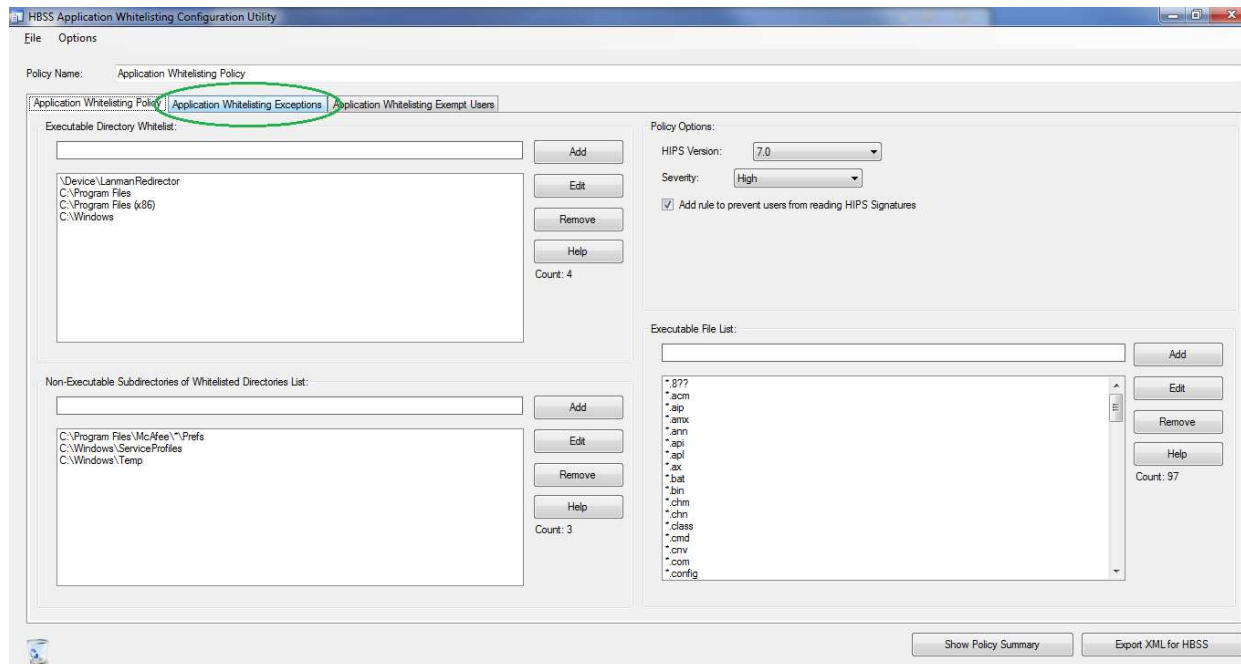 HBSS Application Whitelisting Configuration Utility
File Options
Policy Name: Application Whitelisting Policy
Application Whitelisting Policy Application Whitelisting Exceptions Application Whitelisting Exempt Users
Executable Directory Whitelist:
Add
\Device\LanmanRedirector
C:\Program Files
C:\Program Files (x86)
C:\Windows
Edit
Remove
Help
Count: 4
Non-Executable Subdirectories of Whitelisted Directories List:
Add
C:\Program Files\McAfee\*\Prefs
C:\Windows\ServiceProfiles
C:\Windows\Temp
Edit
Remove
Help
Count: 3
Policy Options:
HIPS Version: 7.0
Severity: High
Add rule to prevent users from reading HIPS Signatures
Executable File List:
Add
*.8??
*.acm
*.aip
*.amx
*.ann
*.api
*.apl
*.ax
*.bat
*.bin
*.chm
*.chn
*.class
*.cmd
*.cnv
*.com
*.config
Edit
Remove
Help
Count: 97
Show Policy Summary
Export XML for HBSS